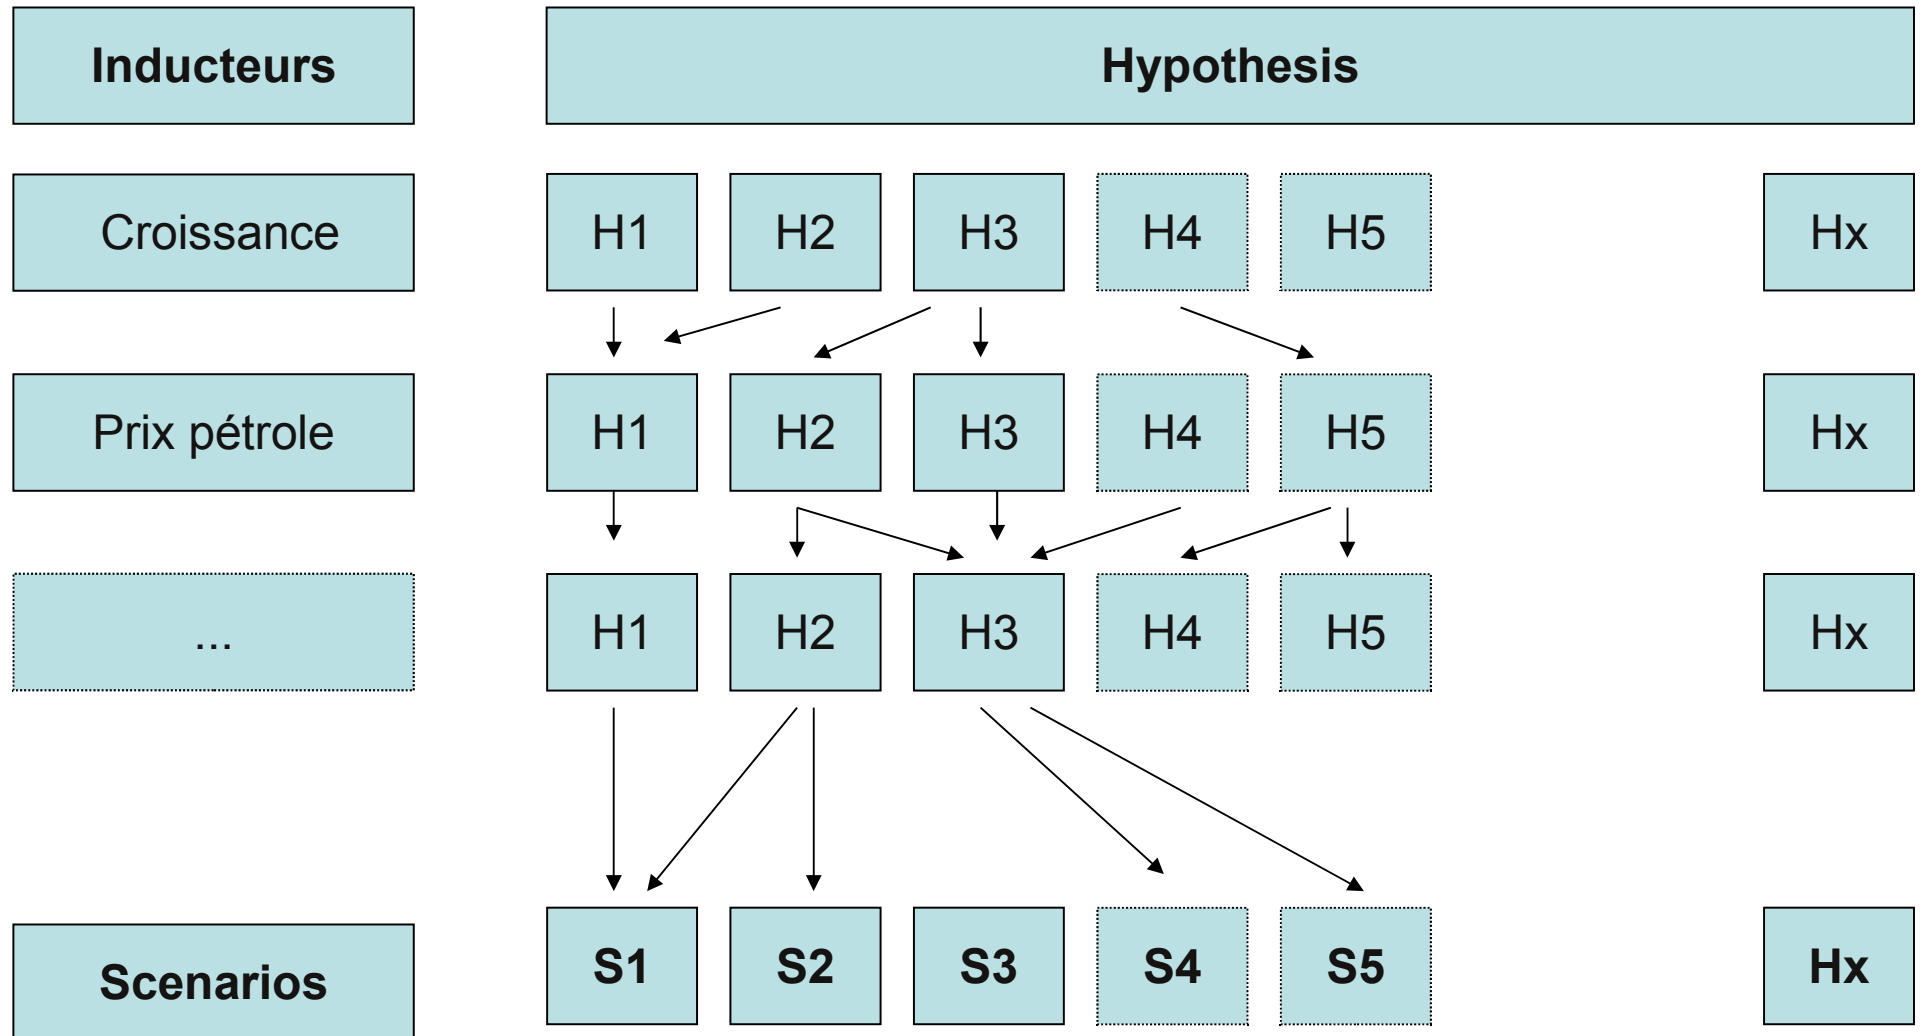 Inducteurs
Hypothesis
Croissance
H1 H2 H3 H4 H5 Hx
Prix pétrole
H1 H2 H3 H4 H5 Hx
...
H1 H2 H3 H4 H5 Hx
Scenarios
S1 S2 S3 S4 S5 Hx